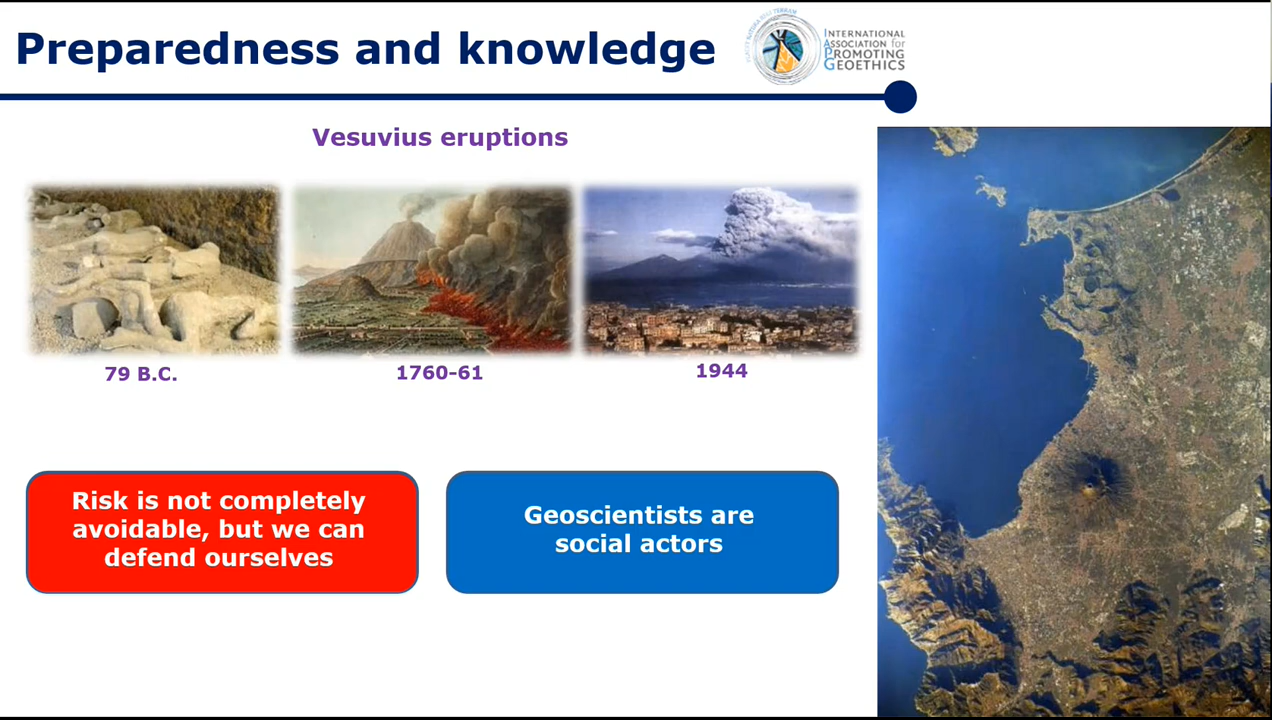 Preparedness and knowledge
INTERNATIONAL
ASSOCIATION for
PROMOTING
GEOETHICS
Vesuvius eruptions
79 B.C.
1760-61
1944
Risk is not completely
avoidable, but we can
defend ourselves
Geoscientists are
social actors